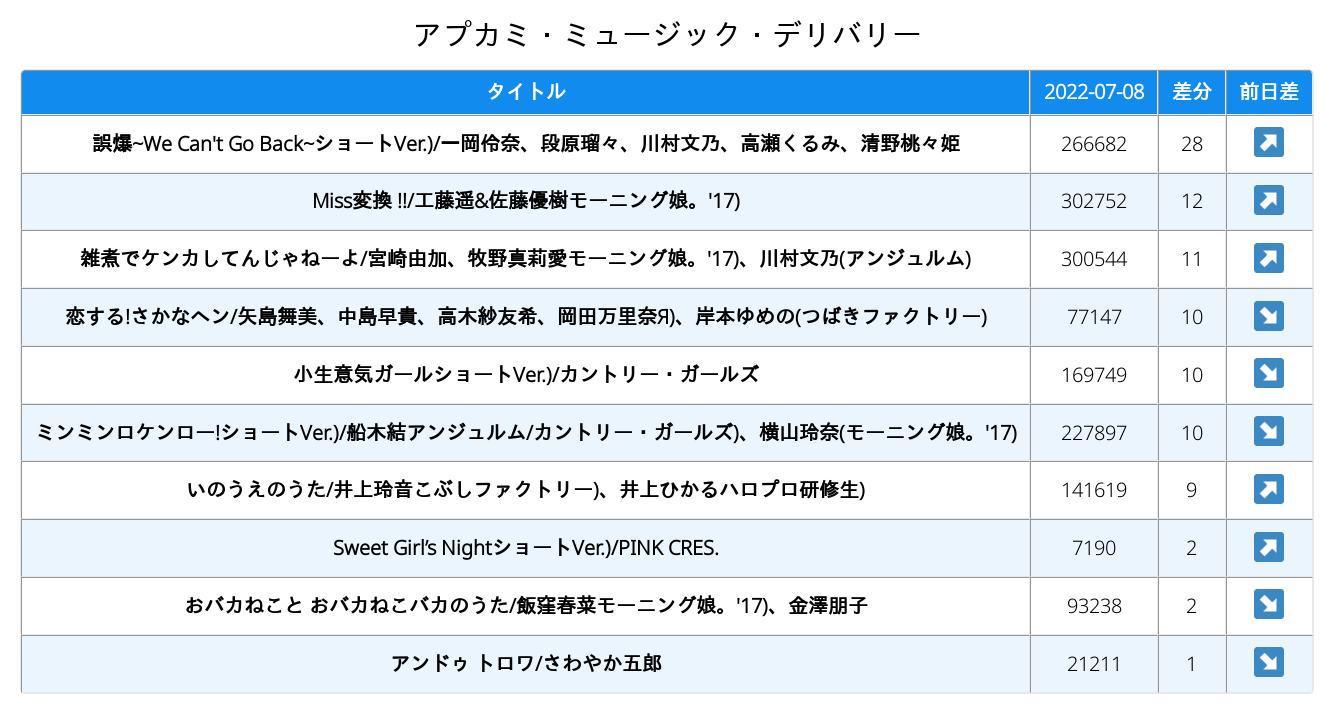 アプカミ・ミュージック・デリバリー
タイトル 2022-07-08 差分 前日差
誤爆~We Can't Go Back~ショートVer.)/一岡伶奈、段原瑠々、川村文乃、高瀬くるみ、清野桃々姫 266682 28 ↗
Miss変換 !!/工藤遥&佐藤優樹モーニング娘。'17) 302752 12 ↗
雑煮でケンカしてんじゃねーよ/宮崎由加、牧野真莉愛モーニング娘。'17)、川村文乃(アンジュルム) 300544 11 ↗
恋する!さかなヘン/矢島舞美、中島早貴、高木紗友希、岡田万里奈Я)、岸本ゆめの(つばきファクトリー) 77147 10 ↘
小生意気ガールショートVer.)/カントリー・ガールズ 169749 10 ↘
ミンミンロケンロー!ショートVer.)/船木結アンジュルム/カントリー・ガールズ)、横山玲奈(モーニング娘。'17) 227897 10 ↘
いのうえのうた/井上玲音こぶしファクトリー)、井上ひかるハロプロ研修生) 141619 9 ↗
Sweet Girl’s NightショートVer.)/PINK CRES. 7190 2 ↗
おバカねこと おバカねこバカのうた/飯窪春菜モーニング娘。'17)、金澤朋子 93238 2 ↘
アンドゥ トロワ/さわやか五郎 21211 1 ↘